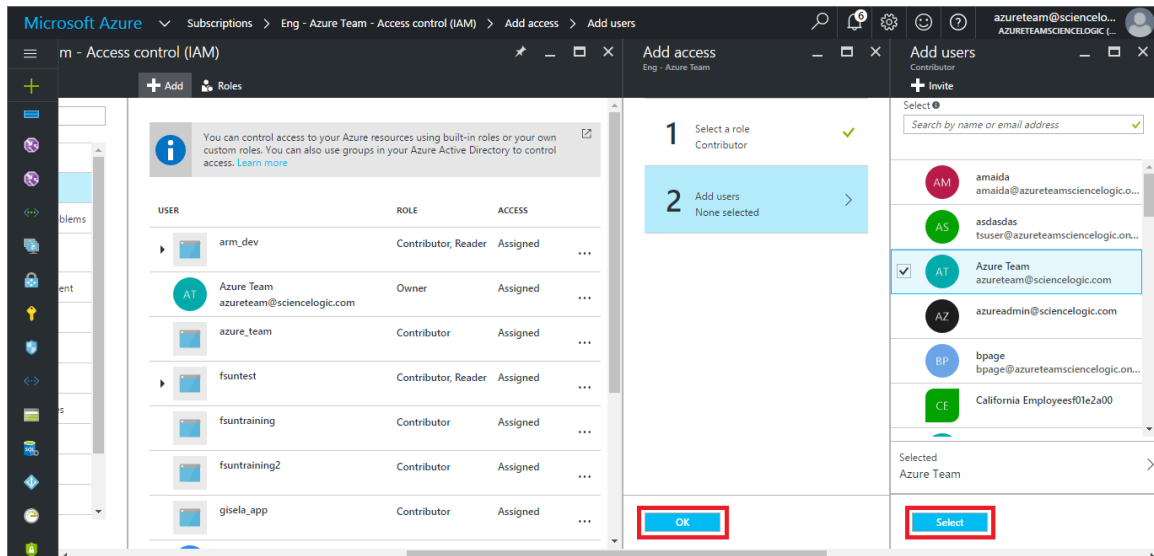 Microsoft Azure Subscriptions > Eng - Azure Team - Access control (IAM) > Add access > Add users
6
azureteam@sciencelo...
AZURETEAMSCIENCELOGIC (...
m - Access control (IAM)
Add
Roles
blems
ent
es
SQL
You can control access to your Azure resources using built-in roles or your own
custom roles. You can also use groups in your Azure Active Directory to control
access. Learn more
USER ROLE ACCESS
arm_dev Contributor, Reader Assigned ...
AT Azure Team Owner Assigned ...
azureteam@sciencelogic.com
azure_team Contributor Assigned ...
fsuntest Contributor, Reader Assigned ...
fsuntraining Contributor Assigned ...
fsuntraining2 Contributor Assigned ...
gisela_app Contributor Assigned ...
Add access
Eng - Azure Team
1 Select a role
Contributor
2 Add users
None selected
OK
Add users
Contributor
Invite
Select
Search by name or email address
AM amaida
amaida@azureteamsciencelogic.o...
AS asdasdas
tsuser@azureteamsciencelogic.on...
AT Azure Team
azureteam@sciencelogic.com
AZ azureadmin@sciencelogic.com
BP bpage
bpage@azureteamsciencelogic.on...
CE California Employeesf01e2a00
Selected
Azure Team
Select